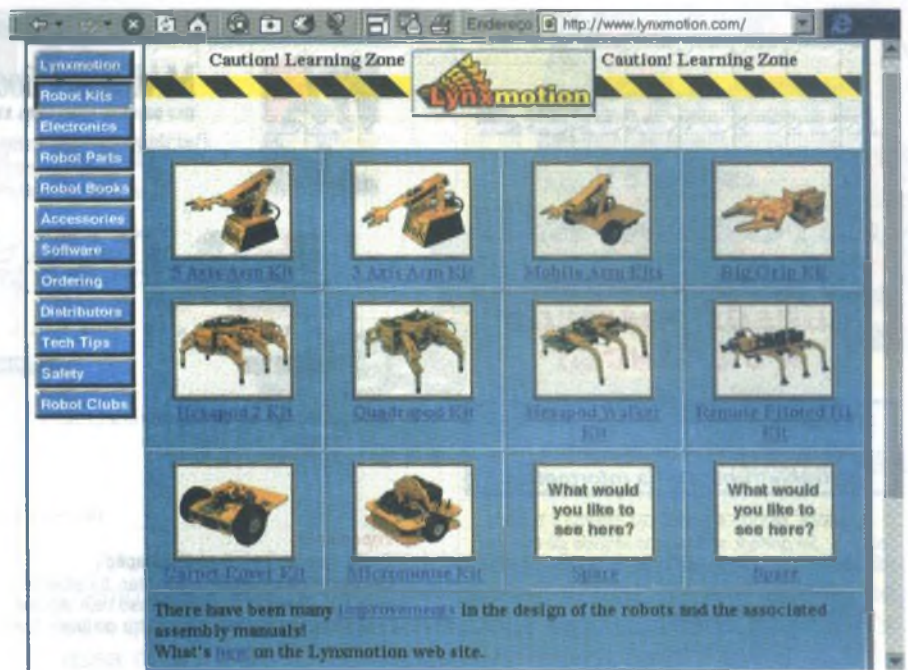 Endereço http://www.lynxmotion.com/
Lynxmotion
Robot Kits
Electronics
Robot Parts
Robot Books
Accessories
Software
Ordering
Distributors
Tech Tips
Safety
Robot Clubs
Caution! Learning Zone
Lynxmotion
Caution! Learning Zone
5 Axis Arm Kit
3 Axis Arm Kit
Mobile Arm Kits
Big Grip Kit
Hexapod 2 Kit
Quadrapod Kit
Hexapod Walker
Kit
Remote Piloted H1
Kit
Carpet Rover Kit
Micromouse Kit
What would
you like to
see here?
Spare
What would
you like to
see here?
Spare
There have been many improvements in the design of the robots and the associated
assembly manuals!
What's new on the Lynxmotion web site.